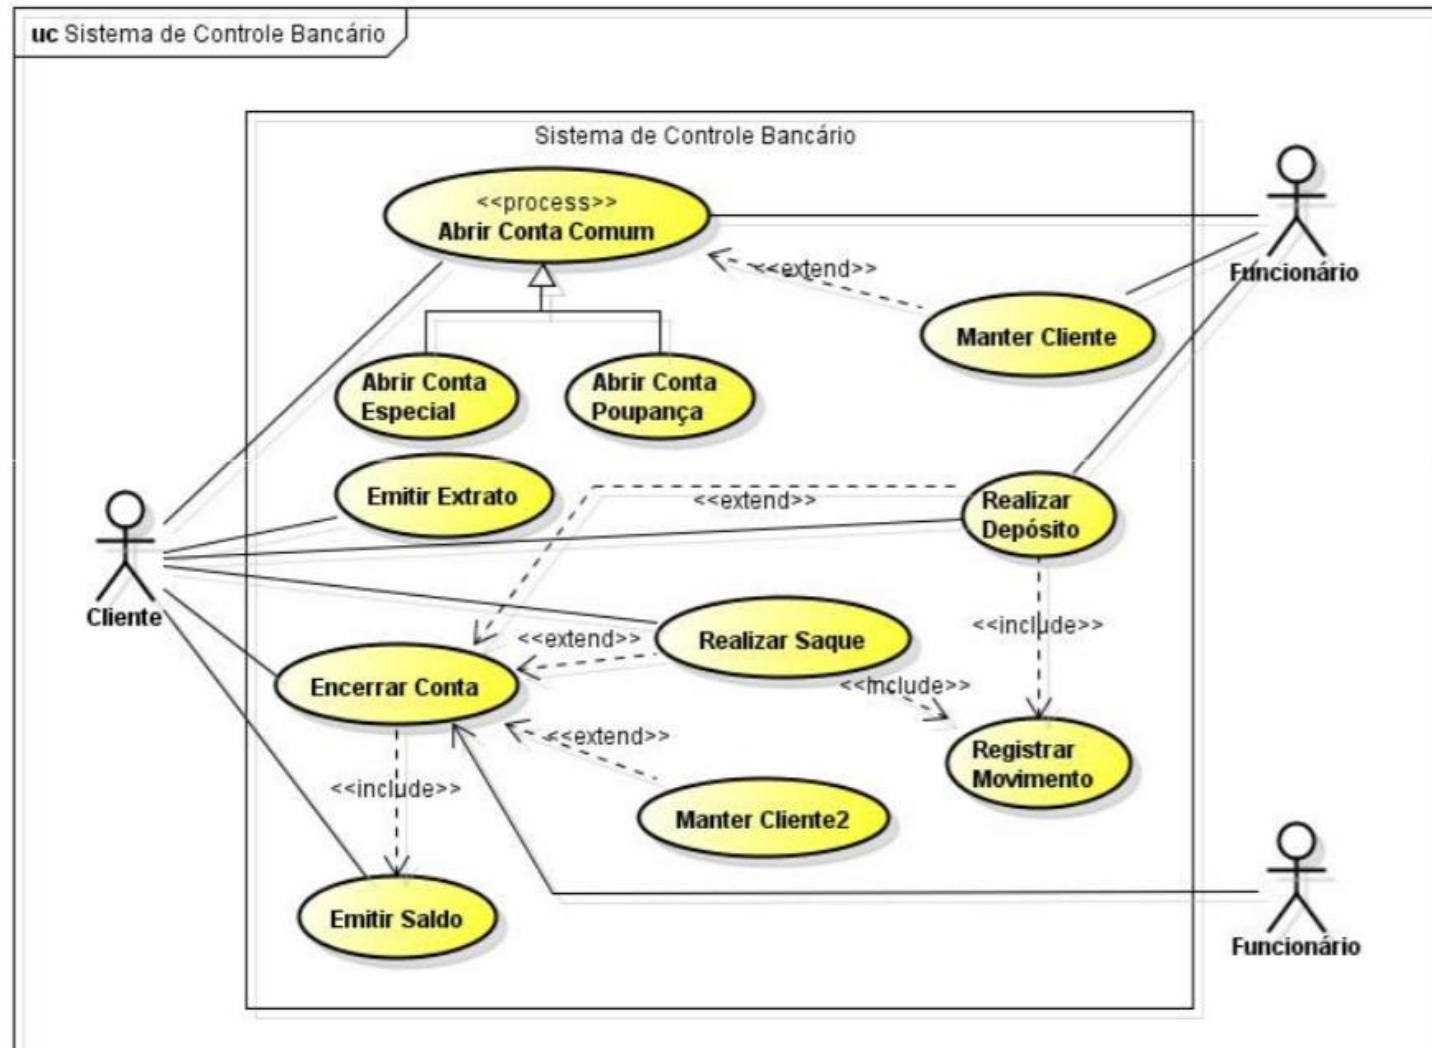 uc Sistema de Controle Bancário
Sistema de Controle Bancário
<<process>>
Abrir Conta Comum
<<extend>>
Funcionário
Manter Cliente
Abrir Conta
Especial
Abrir Conta
Poupança
Emitir Extrato
<<extend>>
Realizar
Depósito
Cliente
<<include>>
<<extend>>
Realizar Saque
Encerrar Conta
<<include>>
<<extend>>
Registrar
Movimento
<<include>>
Manter Cliente2
Emitir Saldo
Funcionário